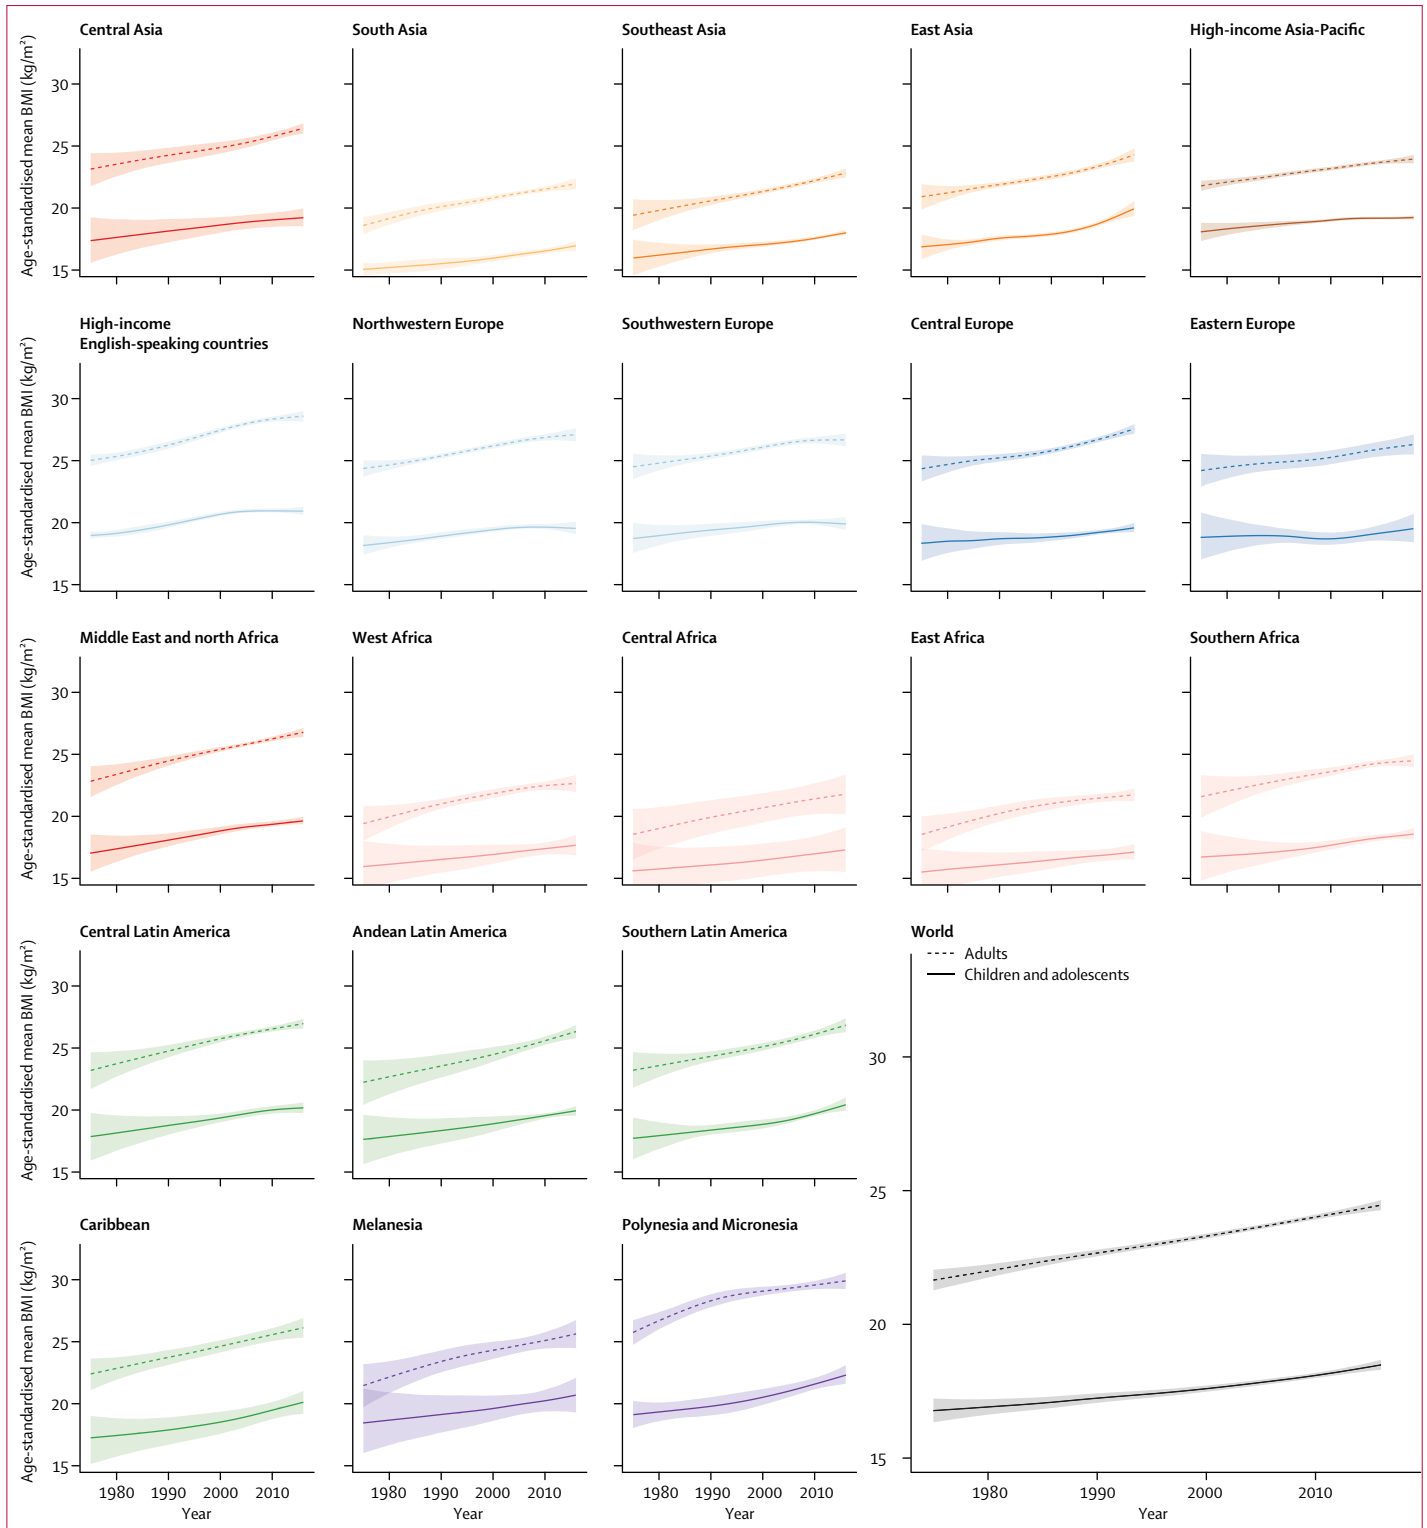 Central Asia
South Asia
Southeast Asia
East Asia
High-income Asia-Pacific
Age-standardised mean BMI (kg/m²)
30
25
20
15
High-income
English-speaking countries
Northwestern Europe
Southwestern Europe
Central Europe
Eastern Europe
Age-standardised mean BMI (kg/m²)
30
25
20
15
Middle East and north Africa
West Africa
Central Africa
East Africa
Southern Africa
Age-standardised mean BMI (kg/m²)
30
25
20
15
Central Latin America
Andean Latin America
Southern Latin America
World
Adults
Children and adolescents
Age-standardised mean BMI (kg/m²)
30
25
20
15
30
25
20
15
Caribbean
Melanesia
Polynesia and Micronesia
Age-standardised mean BMI (kg/m²)
30
25
20
15
1980 1990 2000 2010
Year
1980 1990 2000 2010
Year
1980 1990 2000 2010
Year
1980 1990 2000 2010
Year